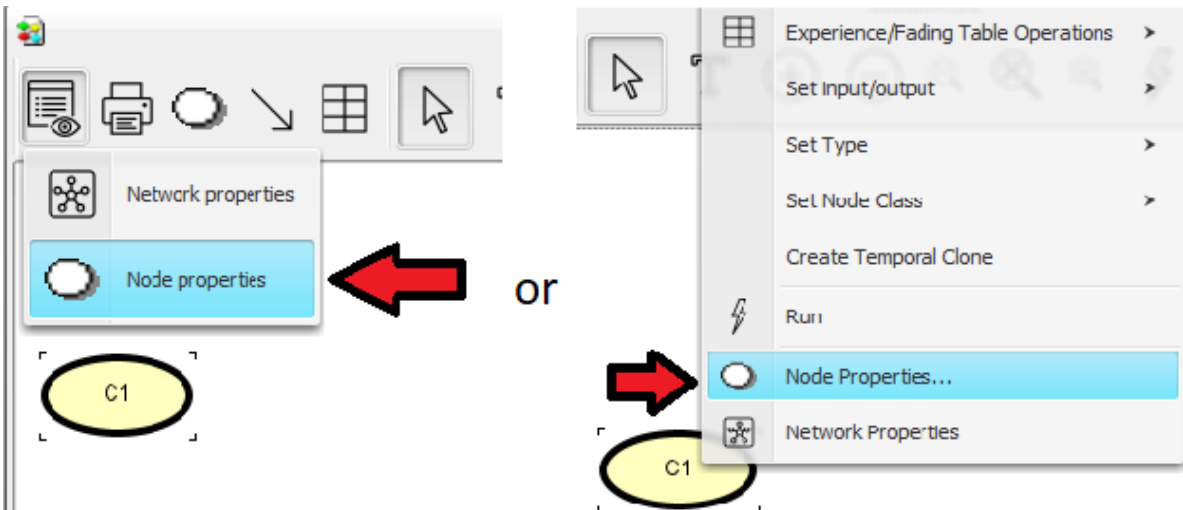 Network properties
Node properties
C1
or
Experience/Fading Table Operations
Set Input/output
Set Type
Set Node Class
Create Temporal Clone
Run
Node Properties...
Network Properties
C1